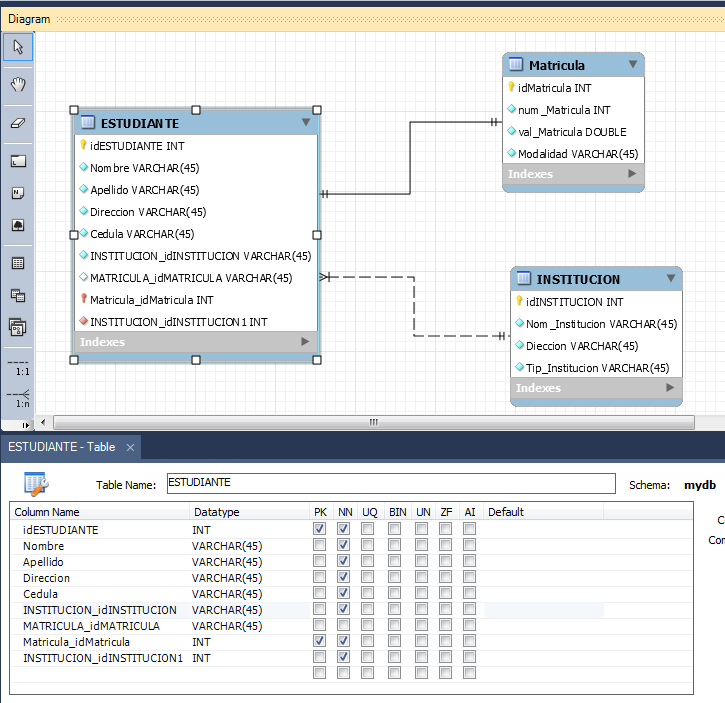 Diagram
ESTUDIANTE
idESTUDIANTE INT
Nombre VARCHAR(45)
Apellido VARCHAR(45)
Direccion VARCHAR(45)
Cedula VARCHAR(45)
INSTITUCION_idINSTITUCION VARCHAR(45)
MATRICULA_idMATRICULA VARCHAR(45)
Matricula_idMatricula INT
INSTITUCION_idINSTITUCION1 INT
Indexes
Matricula
idMatricula INT
num_Matricula INT
val_Matricula DOUBLE
Modalidad VARCHAR(45)
Indexes
INSTITUCION
idINSTITUCION INT
Nom_Institucion VARCHAR(45)
Dieccion VARCHAR(45)
Tip_Institucion VARCHAR(45)
Indexes
1:1
1:n
ESTUDIANTE - Table
Table Name: ESTUDIANTE Schema: mydb
Column Name Datatype PK NN UQ BIN UN ZF AI Default
idESTUDIANTE INT
Nombre VARCHAR(45)
Apellido VARCHAR(45)
Direccion VARCHAR(45)
Cedula VARCHAR(45)
INSTITUCION_idINSTITUCION VARCHAR(45)
MATRICULA_idMATRICULA VARCHAR(45)
Matricula_idMatricula INT
INSTITUCION_idINSTITUCION1 INT
C
Con